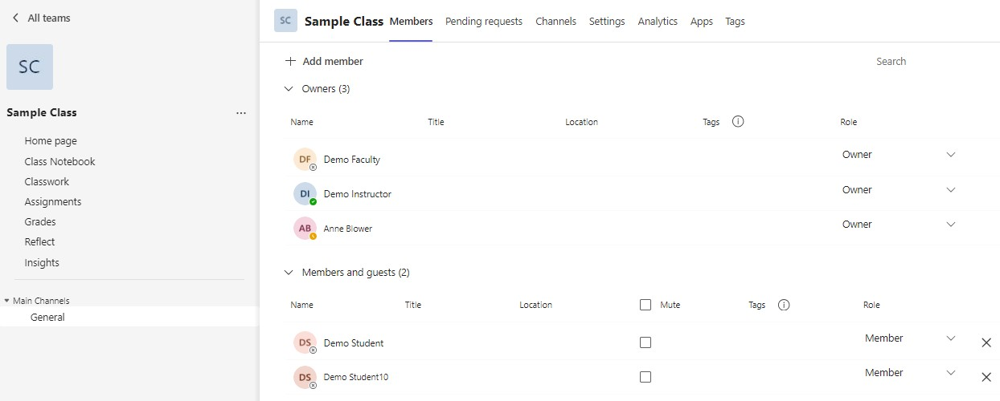 All teams
SC
Sample Class
...
Home page
Class Notebook
Classwork
Assignments
Grades
Reflect
Insights
Main Channels
General
SC Sample Class Members Pending requests Channels Settings Analytics Apps Tags
+ Add member Search
Owners (3)
Name Title Location Tags Role
DF Demo Faculty Owner
DI Demo Instructor Owner
AB Anne Blower Owner
Members and guests (2)
Name Title Location Mute Tags Role
DS Demo Student Member
DS Demo Student10 Member